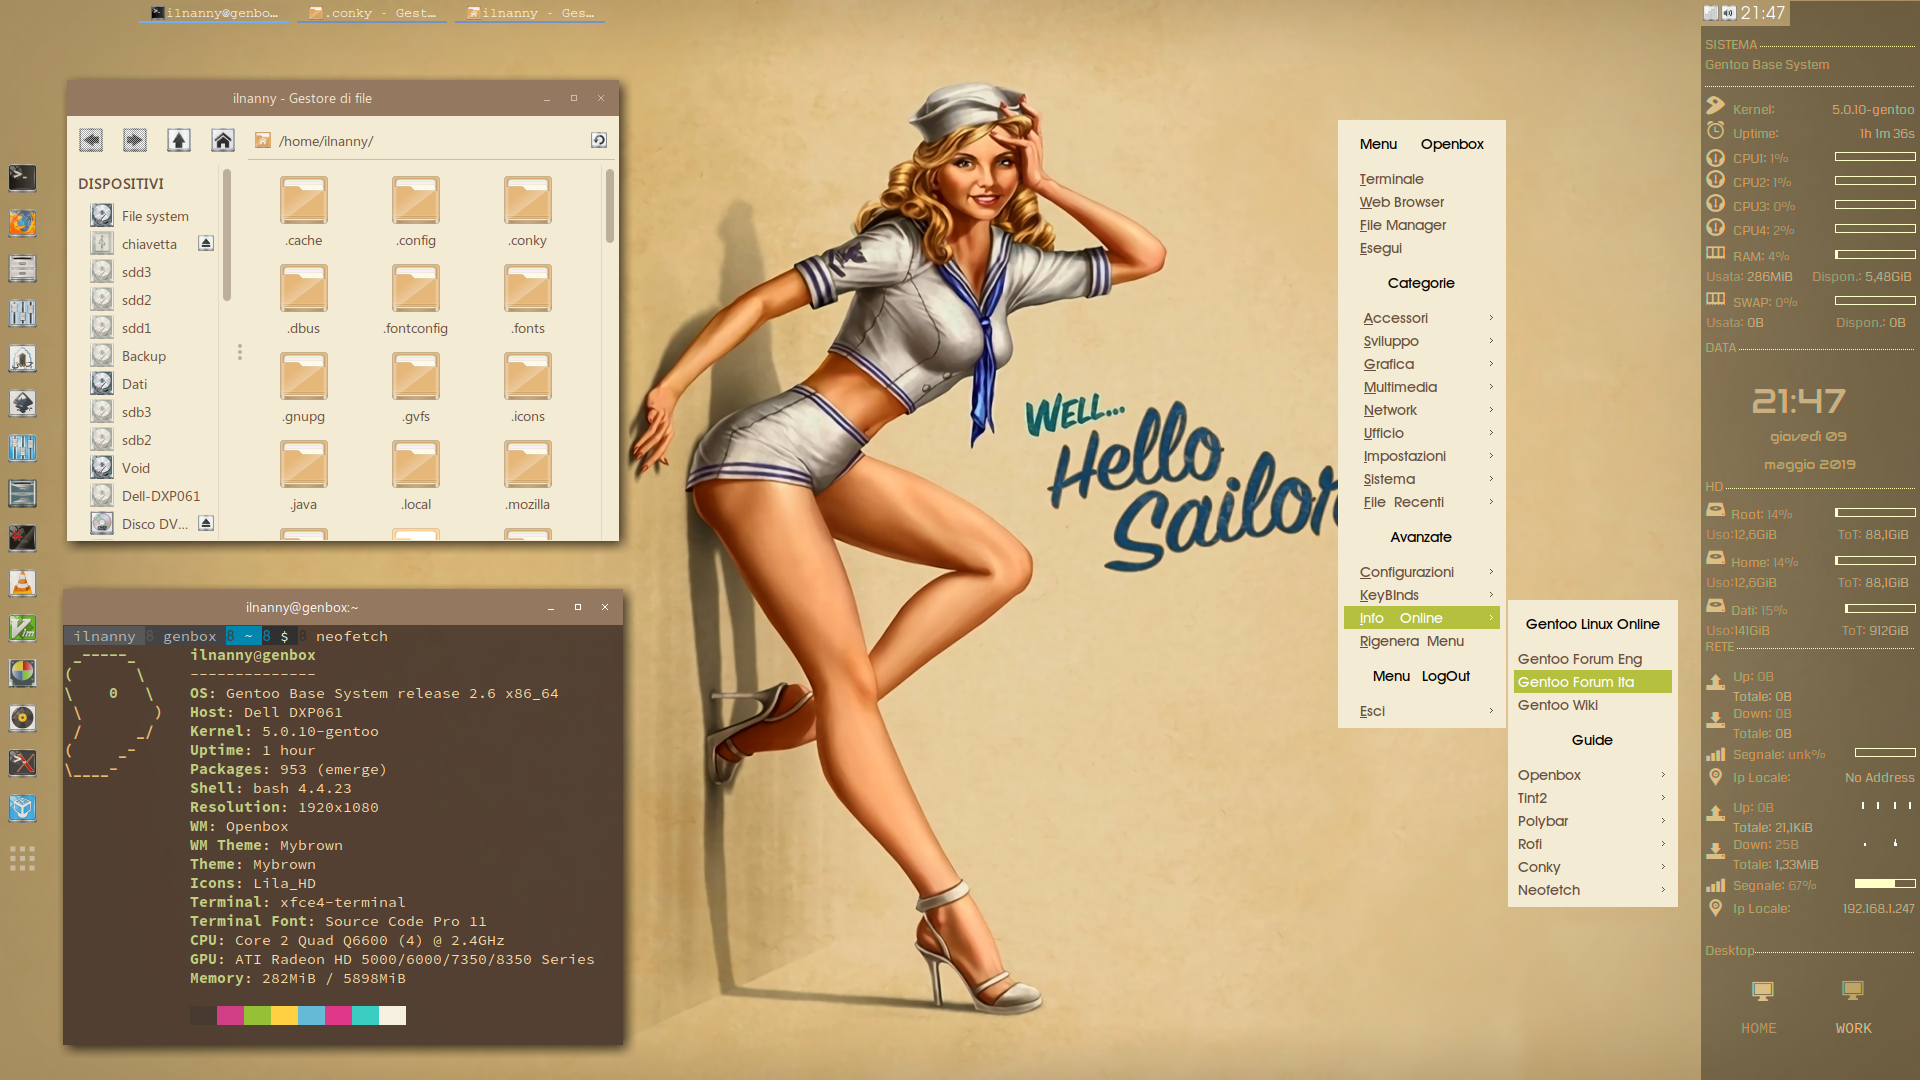 ilnanny@genbo...
.conky - Gest...
ilnanny - Ges...
21:47
ilnanny - Gestore di file
/home/ilnanny/
DISPOSITIVI
File system
chiavetta
sdd3
sdd2
sdd1
Backup
Dati
sdb3
sdb2
Void
Dell-DXP061
Disco DV...
.cache
.config
.conky
.dbus
.fontconfig
.fonts
.gnupg
.gvfs
.icons
.java
.local
.mozilla
ilnanny@genbox:~
ilnanny 8 genbox 8 ~ 8 $ 8 neofetch
ilnanny@genbox
--------------
OS: Gentoo Base System release 2.6 x86_64
Host: Dell DXP061
Kernel: 5.0.10-gentoo
Uptime: 1 hour
Packages: 953 (emerge)
Shell: bash 4.4.23
Resolution: 1920x1080
WM: Openbox
WM Theme: Mybrown
Theme: Mybrown
Icons: Lila_HD
Terminal: xfce4-terminal
Terminal Font: Source Code Pro 11
CPU: Core 2 Quad Q6600 (4) @ 2.4GHz
GPU: ATI Radeon HD 5000/6000/7350/8350 Series
Memory: 282MiB / 5898MiB
WELL...
Hello
Sailor
Menu Openbox
Terminale
Web Browser
File Manager
Esegui
Categorie
Accessori
Sviluppo
Grafica
Multimedia
Network
Ufficio
Impostazioni
Sistema
File Recenti
Avanzate
Configurazioni
KeyBinds
Info Online
Rigenera Menu
Menu LogOut
Esci
Gentoo Linux Online
Gentoo Forum Eng
Gentoo Forum Ita
Gentoo Wiki
Guide
Openbox
Tint2
Polybar
Rofi
Conky
Neofetch
SISTEMA
Gentoo Base System
Kernel: 5.0.10-gentoo
Uptime: 1h 1m 36s
CPU1: 1%
CPU2: 1%
CPU3: 0%
CPU4: 2%
RAM: 4%
Usata: 286MiB Dispon.: 5,48GiB
SWAP: 0%
Usata: 0B Dispon.: 0B
DATA
21:47
giovedì 09
maggio 2019
HD
Root: 14%
Uso:12,6GiB ToT: 88,1GiB
Home: 14%
Uso:12,6GiB ToT: 88,1GiB
Dati: 15%
Uso:141GiB ToT: 912GiB
RETE
Up: 0B
Totale: 0B
Down: 0B
Totale: 0B
Segnale: unk%
Ip Locale: No Address
Up: 0B
Totale: 21,1KiB
Down: 25B
Totale: 1,33MiB
Segnale: 67%
Ip Locale: 192.168.1.247
Desktop
HOME WORK